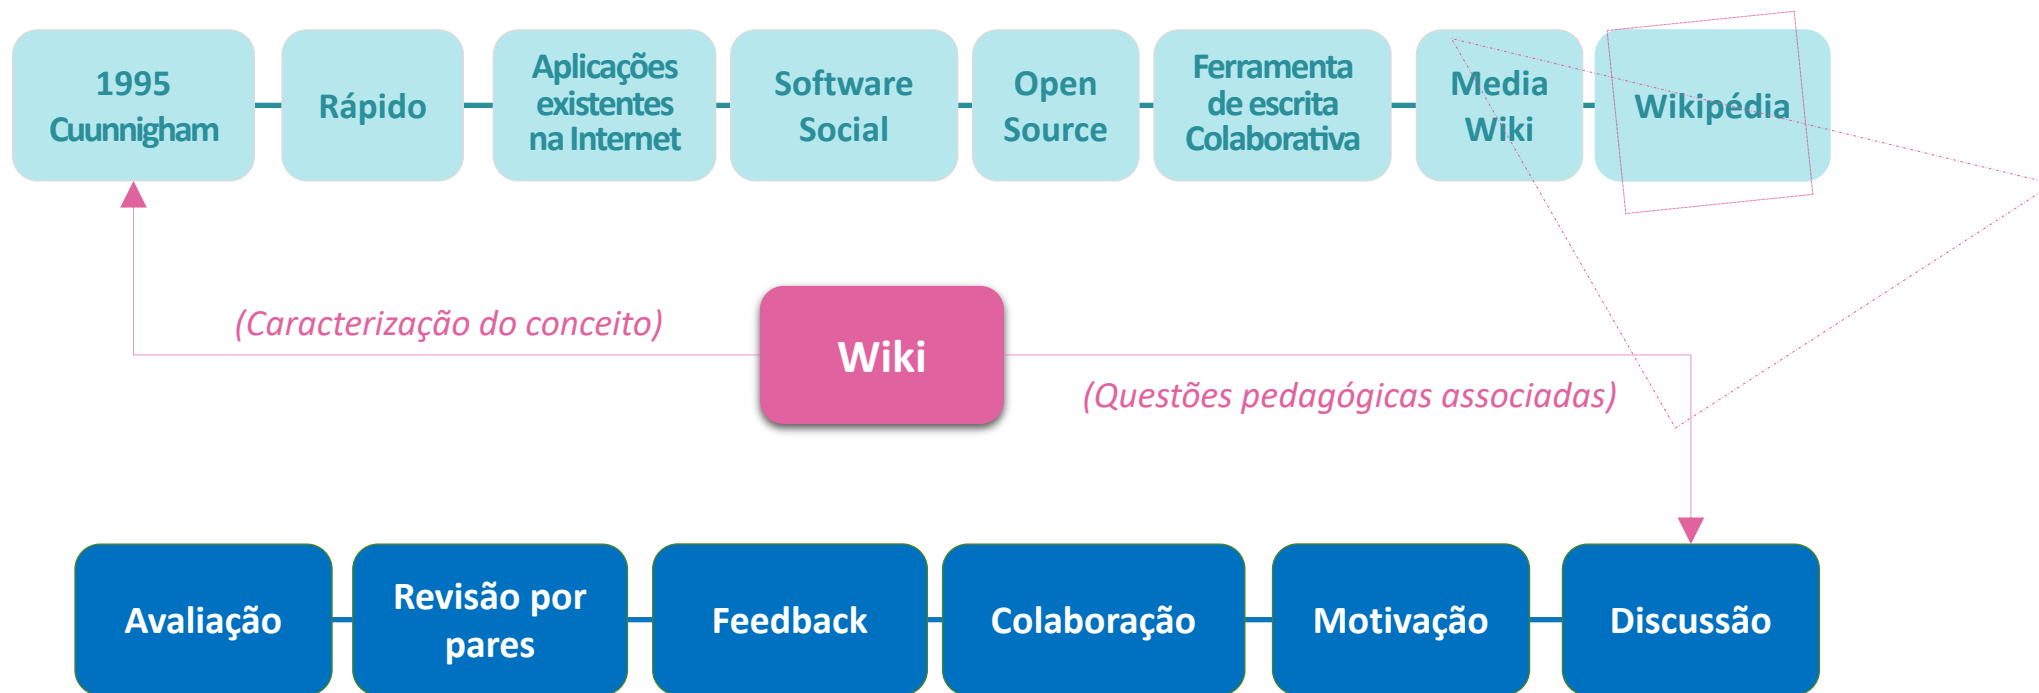 1995
Cuunnigham
Rápido
Aplicações
existentes
na Internet
Software
Social
Open
Source
Ferramenta
de escrita
Colaborativa
Media
Wiki
Wikipédia
(Caracterização do conceito)
Wiki
(Questões pedagógicas associadas)
Avaliação
Revisão por
pares
Feedback
Colaboração
Motivação
Discussão